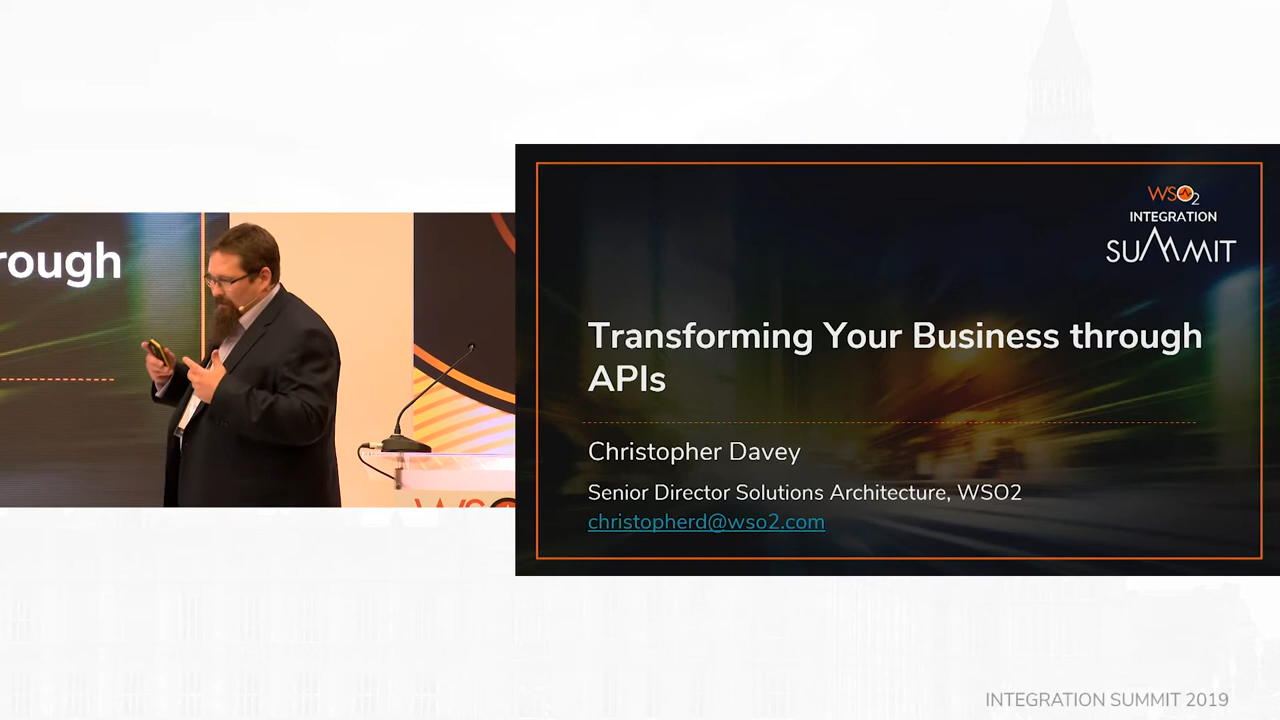 rough
WSO2
INTEGRATION
SUMMIT
Transforming Your Business through
APIs
Christopher Davey
Senior Director Solutions Architecture, WSO2
christopherd@wso2.com
INTEGRATION SUMMIT 2019